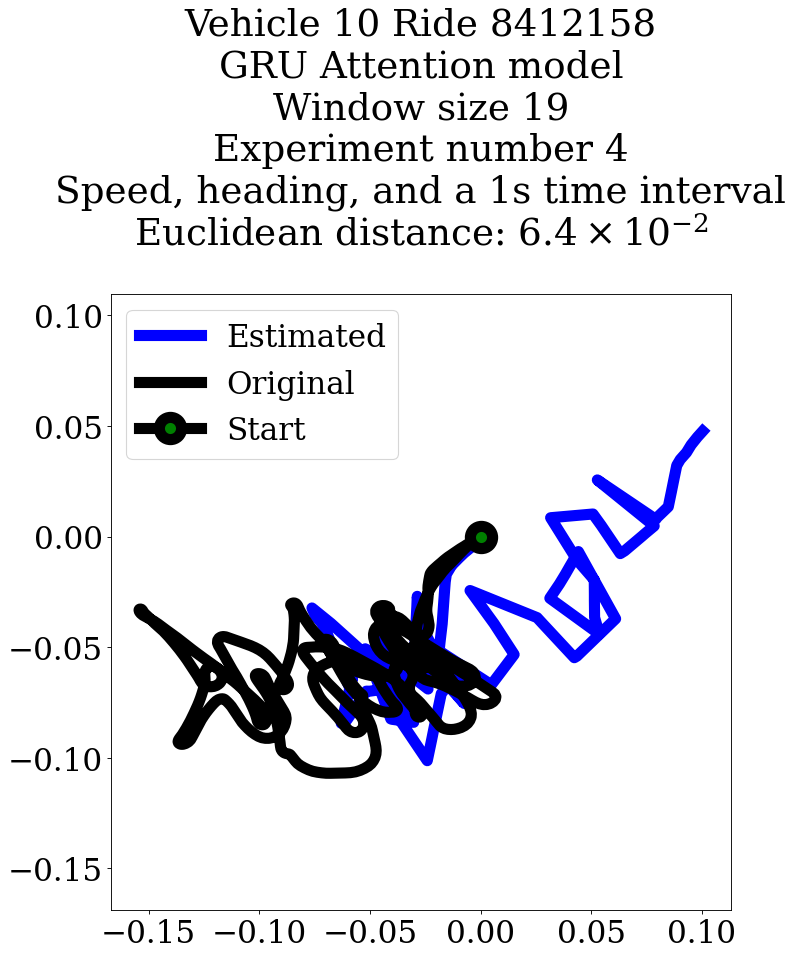 Vehicle 10 Ride 8412158
GRU Attention model
Window size 19
Experiment number 4
Speed, heading, and a 1s time interval
Euclidean distance: 6.4 × 10⁻²
Estimated
Original
Start
0.10
0.05
0.00
−0.05
−0.10
−0.15
−0.15 −0.10 −0.05 0.00 0.05 0.10